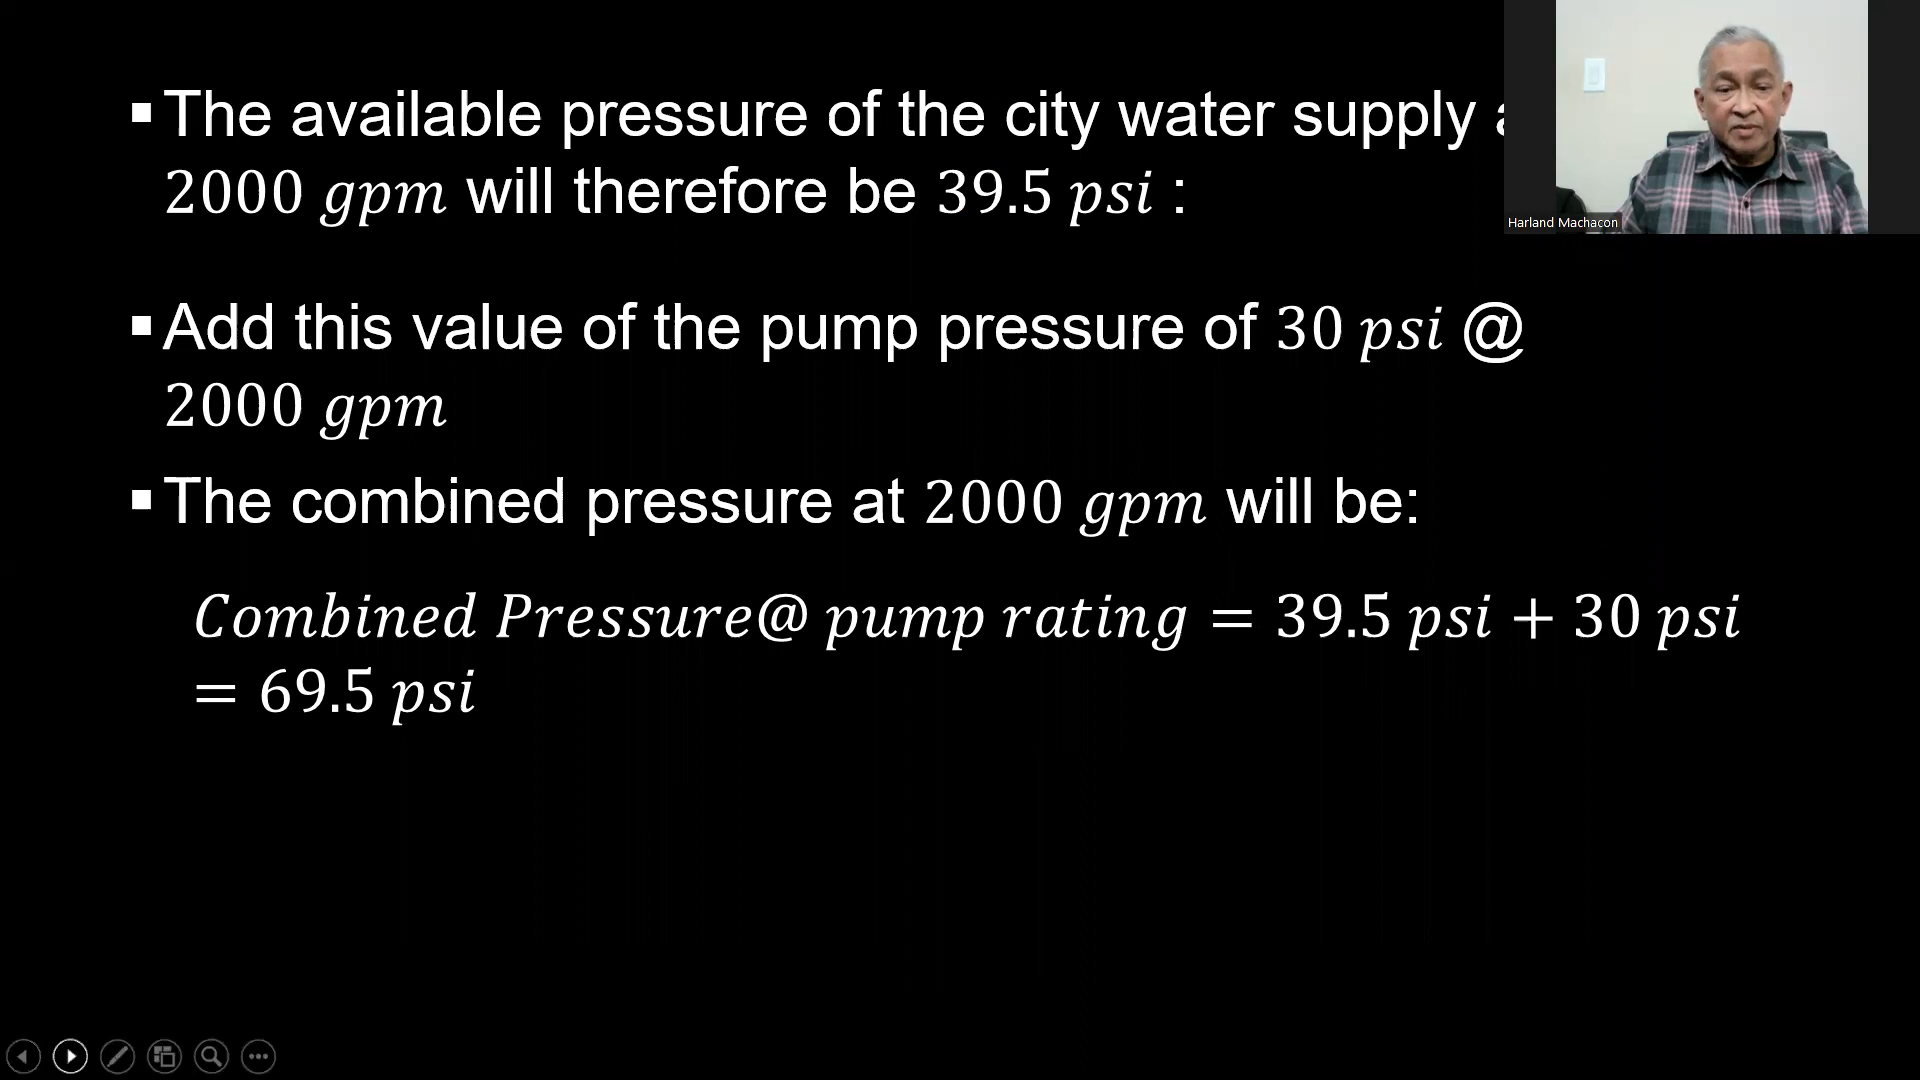 ▪ The available pressure of the city water supply
2000 gpm will therefore be 39.5 psi :
Harland Machacon
▪ Add this value of the pump pressure of 30 psi @
2000 gpm
▪ The combined pressure at 2000 gpm will be:
Combined Pressure@ pump rating = 39.5 psi + 30 psi
= 69.5 psi